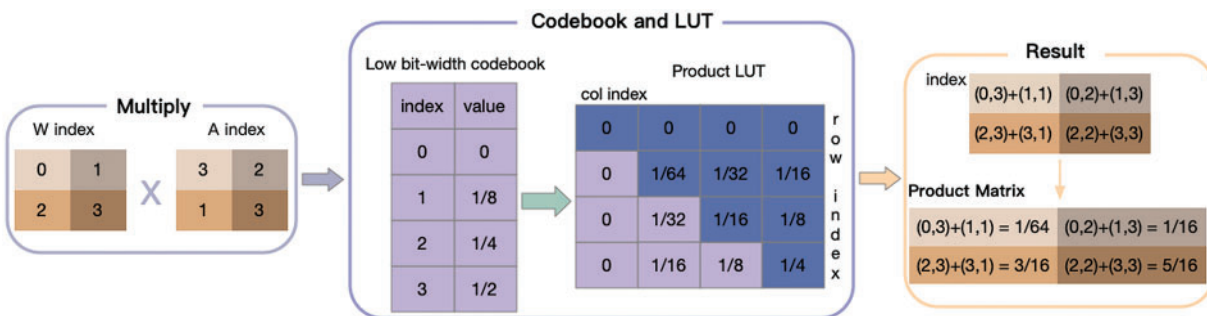 Multiply
W index
A index
0 1
2 3
X
3 2
1 3
Codebook and LUT
Low bit-width codebook
index value
0 0
1 1/8
2 1/4
3 1/2
Product LUT
col index
row index
0 0 0 0
0 1/64 1/32 1/16
0 1/32 1/16 1/8
0 1/16 1/8 1/4
Result
index
(0,3)+(1,1) (0,2)+(1,3)
(2,3)+(3,1) (2,2)+(3,3)
Product Matrix
(0,3)+(1,1) = 1/64 (0,2)+(1,3) = 1/16
(2,3)+(3,1) = 3/16 (2,2)+(3,3) = 5/16